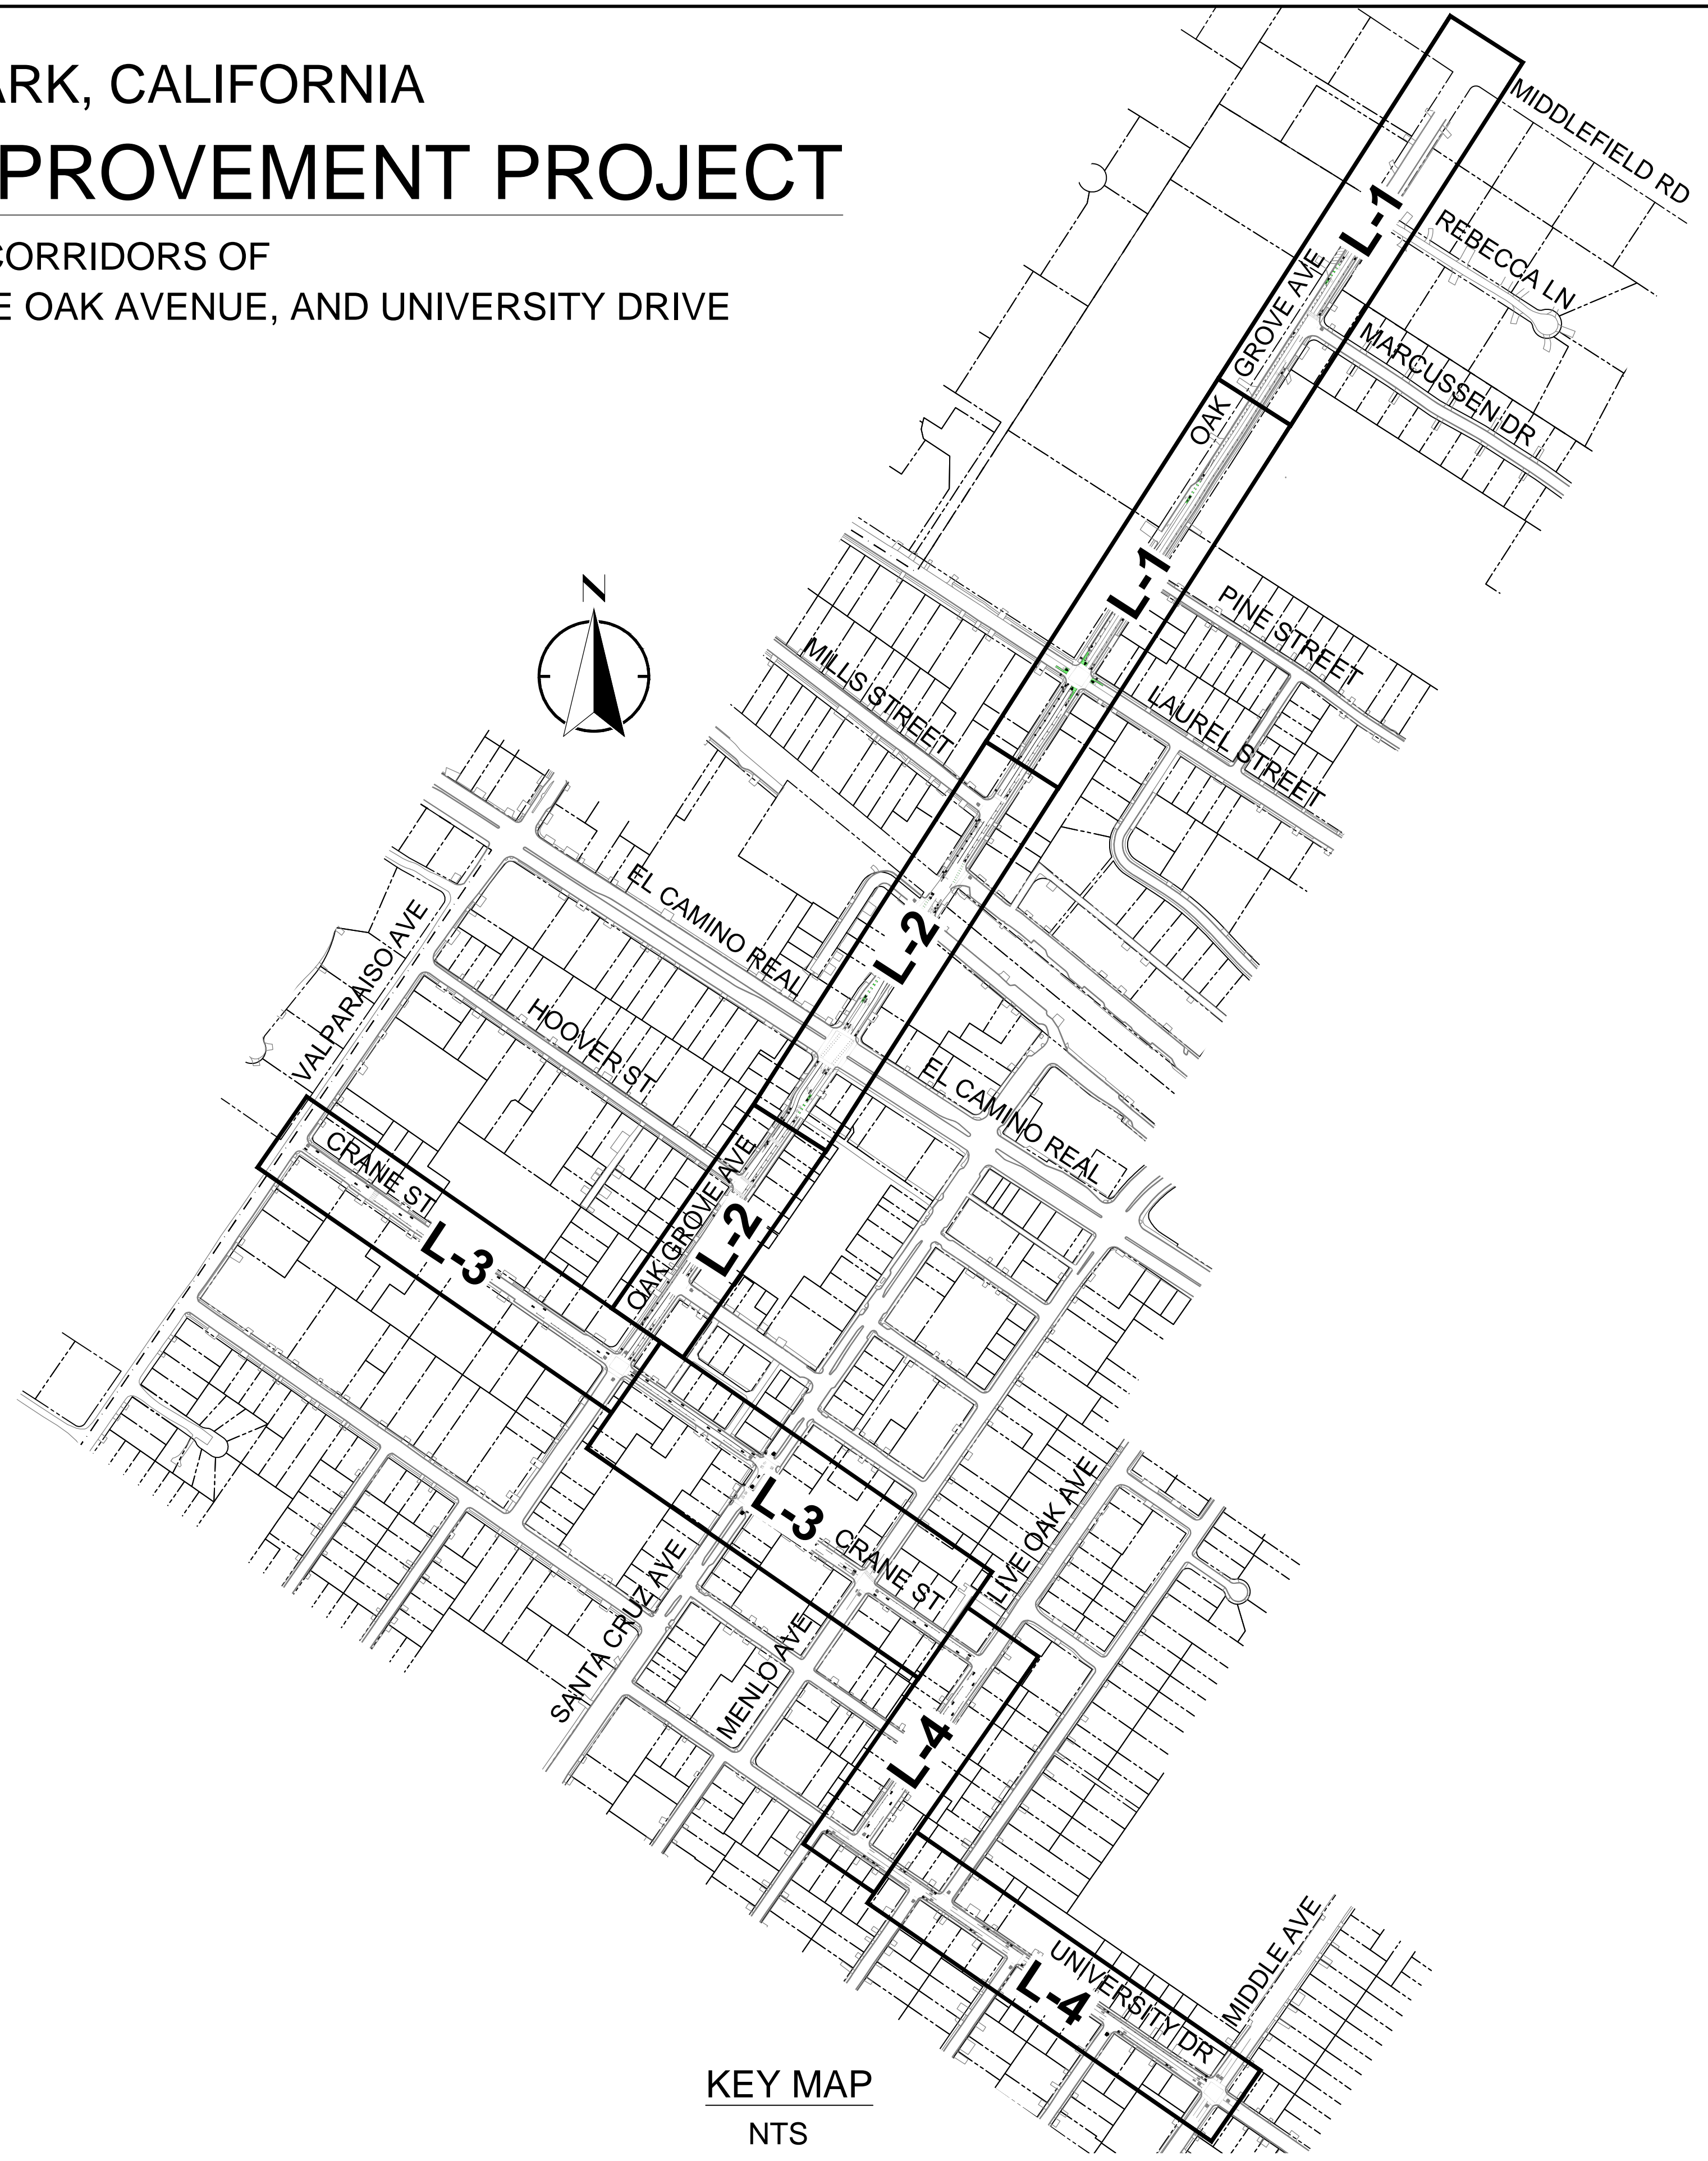 ARK, CALIFORNIA
PROVEMENT PROJECT
CORRIDORS OF
E OAK AVENUE, AND UNIVERSITY DRIVE
MIDDLEFIELD RD
L-1
REBECCA LN
OAK GROVE AVE
MARCUSSEN DR
L-1
PINE STREET
N
MILLS STREET
LAUREL STREET
EL CAMINO REAL
L-2
VALPARAISO AVE
HOOVER ST
EL CAMINO REAL
CRANE ST
OAK GROVE AVE
L-2
L-3
L-3
CRANE ST
LIVE OAK AVE
SANTA CRUZ AVE
MENLO AVE
L-4
UNIVERSITY DR
L-4
MIDDLE AVE
KEY MAP
NTS